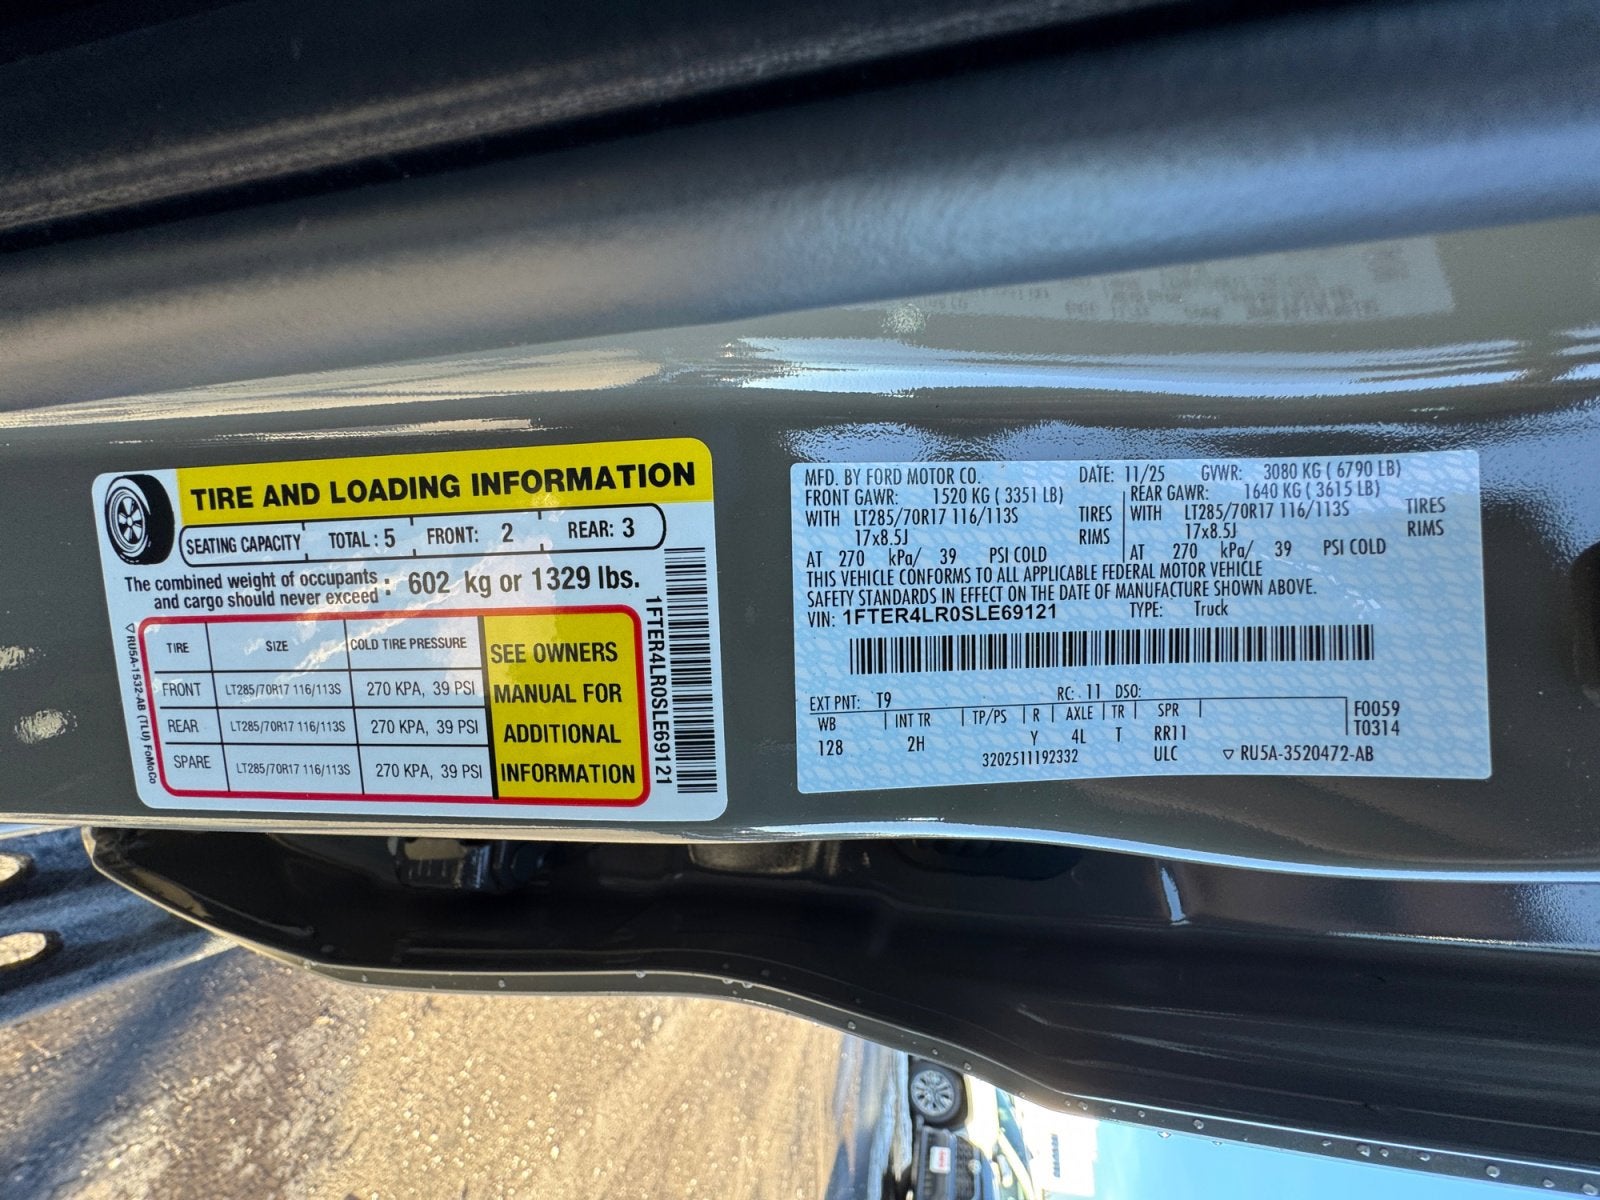 TIRE AND LOADING INFORMATION
SEATING CAPACITY TOTAL : 5 FRONT: 2 REAR: 3
The combined weight of occupants
and cargo should never exceed : 602 kg or 1329 lbs.
TIRE SIZE COLD TIRE PRESSURE
FRONT LT285/70R17 116/113S 270 KPA, 39 PSI
REAR LT285/70R17 116/113S 270 KPA, 39 PSI
SPARE LT285/70R17 116/113S 270 KPA, 39 PSI
SEE OWNERS
MANUAL FOR
ADDITIONAL
INFORMATION
1FTER4LR0SLE69121
RU5A-1532-AB (TLU) FoMoCo
MFD. BY FORD MOTOR CO. DATE: 11/25 GVWR: 3080 KG ( 6790 LB)
FRONT GAWR: 1520 KG ( 3351 LB) REAR GAWR: 1640 KG ( 3615 LB)
WITH LT285/70R17 116/113S TIRES WITH LT285/70R17 116/113S TIRES
17x8.5J RIMS 17x8.5J RIMS
AT 270 kPa/ 39 PSI COLD AT 270 kPa/ 39 PSI COLD
THIS VEHICLE CONFORMS TO ALL APPLICABLE FEDERAL MOTOR VEHICLE
SAFETY STANDARDS IN EFFECT ON THE DATE OF MANUFACTURE SHOWN ABOVE.
VIN: 1FTER4LR0SLE69121 TYPE: Truck
EXT PNT: T9 RC: 11 DSO:
WB INT TR TP/PS R AXLE TR SPR F0059
128 2H Y 4L T RR11 T0314
3202511192332 ULC RU5A-3520472-AB